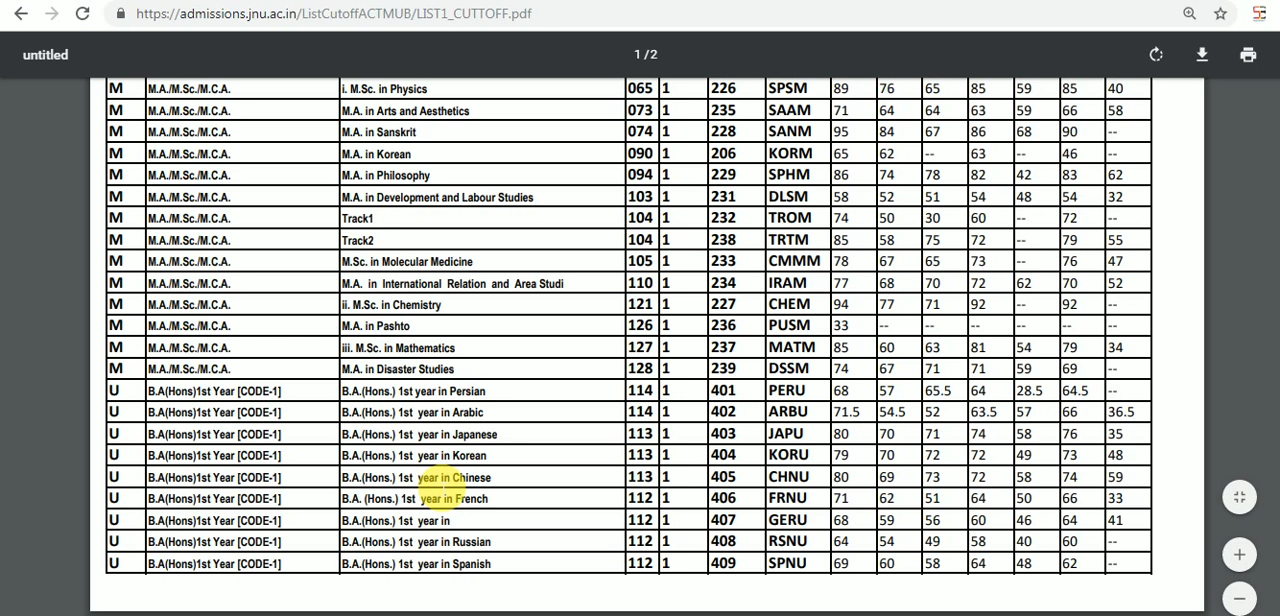 https://admissions.jnu.ac.in/ListCutoffACTMUB/LIST1_CUTTOFF.pdf
untitled 1 / 2
M M.A./M.Sc./M.C.A. i. M.Sc. in Physics 065 1 226 SPSM 89 76 65 85 59 85 40
M M.A./M.Sc./M.C.A. M.A. in Arts and Aesthetics 073 1 235 SAAM 71 64 64 63 59 66 58
M M.A./M.Sc./M.C.A. M.A. in Sanskrit 074 1 228 SANM 95 84 67 86 68 90 --
M M.A./M.Sc./M.C.A. M.A. in Korean 090 1 206 KORM 65 62 -- 63 -- 46 --
M M.A./M.Sc./M.C.A. M.A. in Philosophy 094 1 229 SPHM 86 74 78 82 42 83 62
M M.A./M.Sc./M.C.A. M.A. in Development and Labour Studies 103 1 231 DLSM 58 52 51 54 48 54 32
M M.A./M.Sc./M.C.A. Track1 104 1 232 TROM 74 50 30 60 -- 72 --
M M.A./M.Sc./M.C.A. Track2 104 1 238 TRTM 85 58 75 72 -- 79 55
M M.A./M.Sc./M.C.A. M.Sc. in Molecular Medicine 105 1 233 CMMM 78 67 65 73 -- 76 47
M M.A./M.Sc./M.C.A. M.A. in International Relation and Area Studi 110 1 234 IRAM 77 68 70 72 62 70 52
M M.A./M.Sc./M.C.A. ii. M.Sc. in Chemistry 121 1 227 CHEM 94 77 71 92 -- 92 --
M M.A./M.Sc./M.C.A. M.A. in Pashto 126 1 236 PUSM 33 -- -- -- -- -- --
M M.A./M.Sc./M.C.A. iii. M.Sc. in Mathematics 127 1 237 MATM 85 60 63 81 54 79 34
M M.A./M.Sc./M.C.A. M.A. in Disaster Studies 128 1 239 DSSM 74 67 71 71 59 69 --
U B.A(Hons)1st Year [CODE-1] B.A.(Hons.) 1st year in Persian 114 1 401 PERU 68 57 65.5 64 28.5 64.5 --
U B.A(Hons)1st Year [CODE-1] B.A.(Hons.) 1st year in Arabic 114 1 402 ARBU 71.5 54.5 52 63.5 57 66 36.5
U B.A(Hons)1st Year [CODE-1] B.A.(Hons.) 1st year in Japanese 113 1 403 JAPU 80 70 71 74 58 76 35
U B.A(Hons)1st Year [CODE-1] B.A.(Hons.) 1st year in Korean 113 1 404 KORU 79 70 72 72 49 73 48
U B.A(Hons)1st Year [CODE-1] B.A.(Hons.) 1st year in Chinese 113 1 405 CHNU 80 69 73 72 58 74 59
U B.A(Hons)1st Year [CODE-1] B.A. (Hons.) 1st year in French 112 1 406 FRNU 71 62 51 64 50 66 33
U B.A(Hons)1st Year [CODE-1] B.A.(Hons.) 1st year in 112 1 407 GERU 68 59 56 60 46 64 41
U B.A(Hons)1st Year [CODE-1] B.A.(Hons.) 1st year in Russian 112 1 408 RSNU 64 54 49 58 40 60 --
U B.A(Hons)1st Year [CODE-1] B.A.(Hons.) 1st year in Spanish 112 1 409 SPNU 69 60 58 64 48 62 --